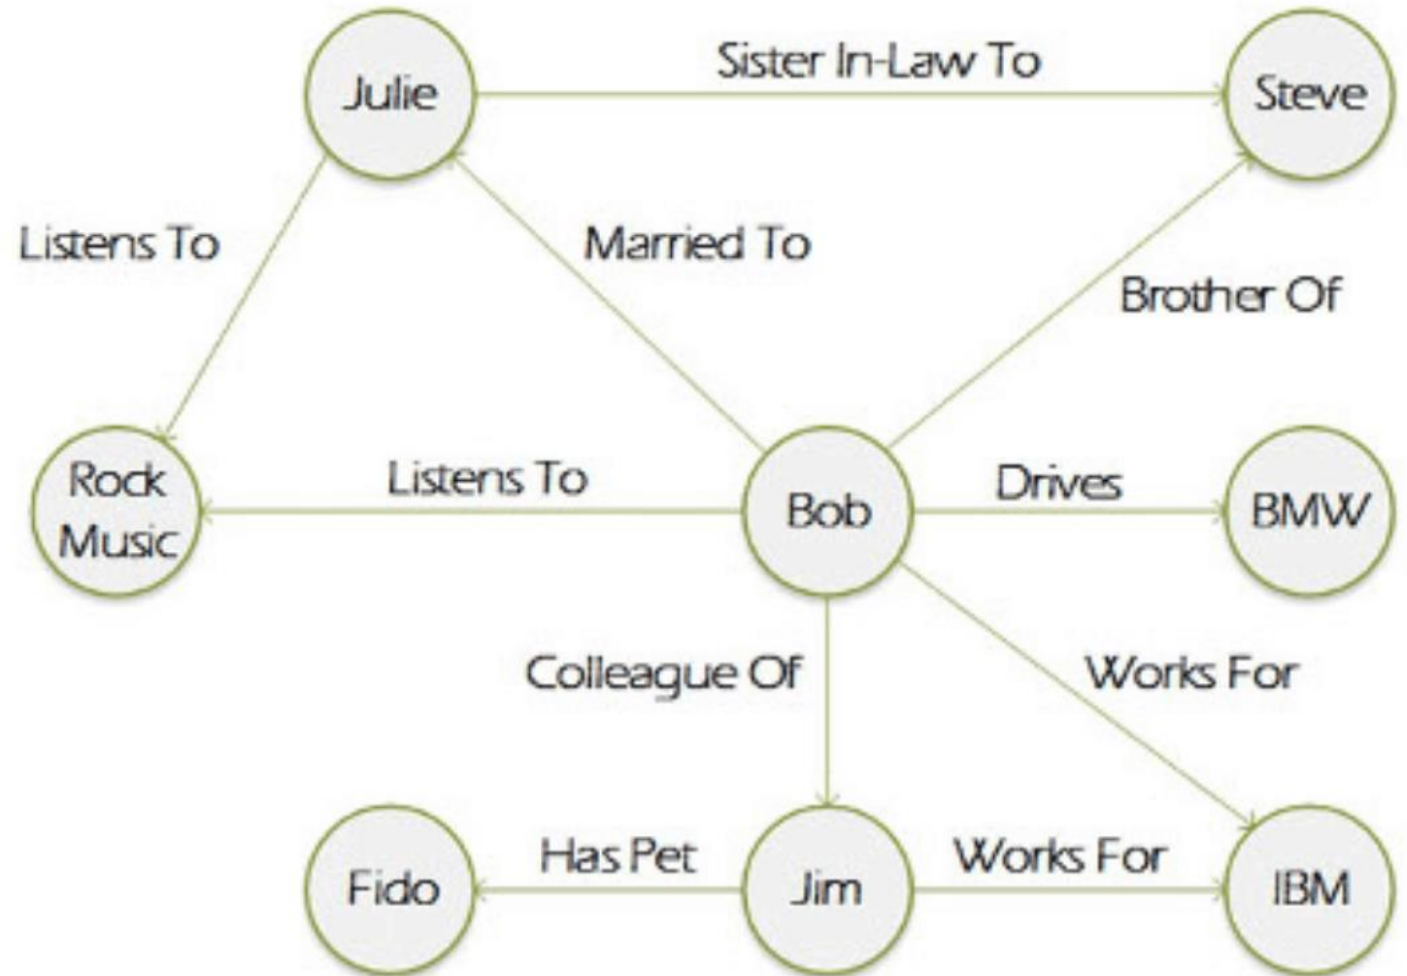 Sister In-Law To
Julie
Steve
Listens To
Married To
Brother Of
Rock
Music
Listens To
Bob
Drives
BMW
Colleague Of
Works For
Has Pet
Works For
Fido
Jim
IBM